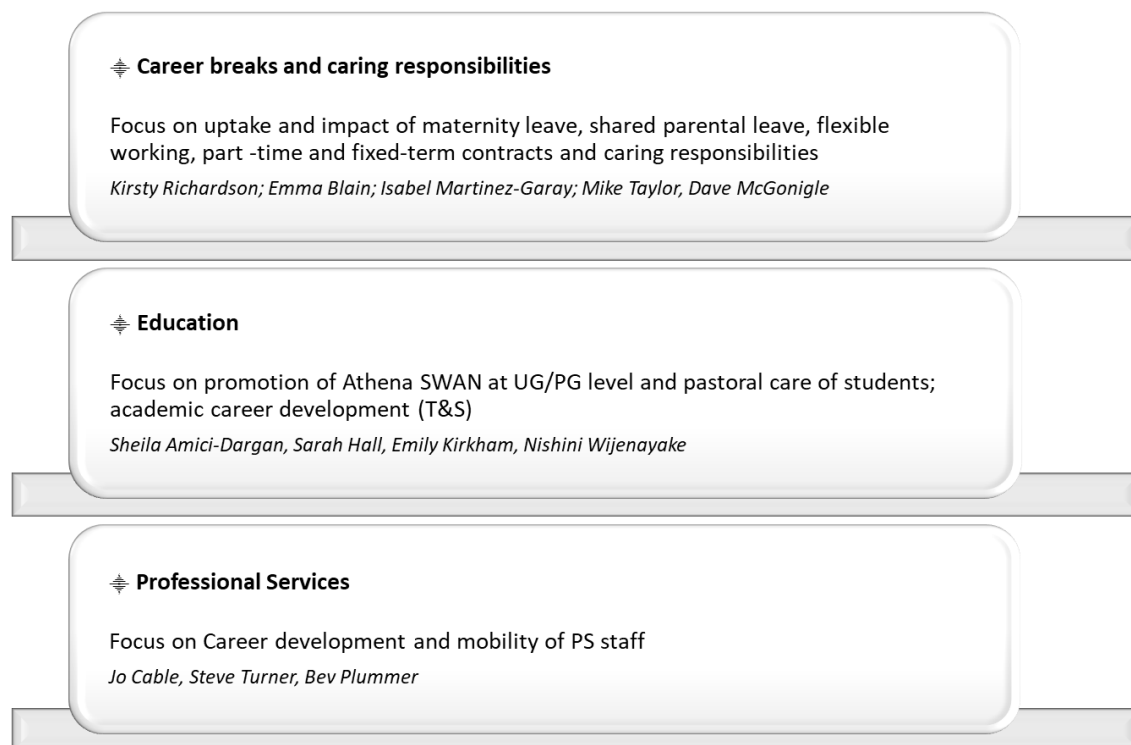 Career breaks and caring responsibilities
Focus on uptake and impact of maternity leave, shared parental leave, flexible
working, part -time and fixed-term contracts and caring responsibilities
Kirsty Richardson; Emma Blain; Isabel Martinez-Garay; Mike Taylor, Dave McGonigle
Education
Focus on promotion of Athena SWAN at UG/PG level and pastoral care of students;
academic career development (T&S)
Sheila Amici-Dargan, Sarah Hall, Emily Kirkham, Nishini Wijenayake
Professional Services
Focus on Career development and mobility of PS staff
Jo Cable, Steve Turner, Bev Plummer